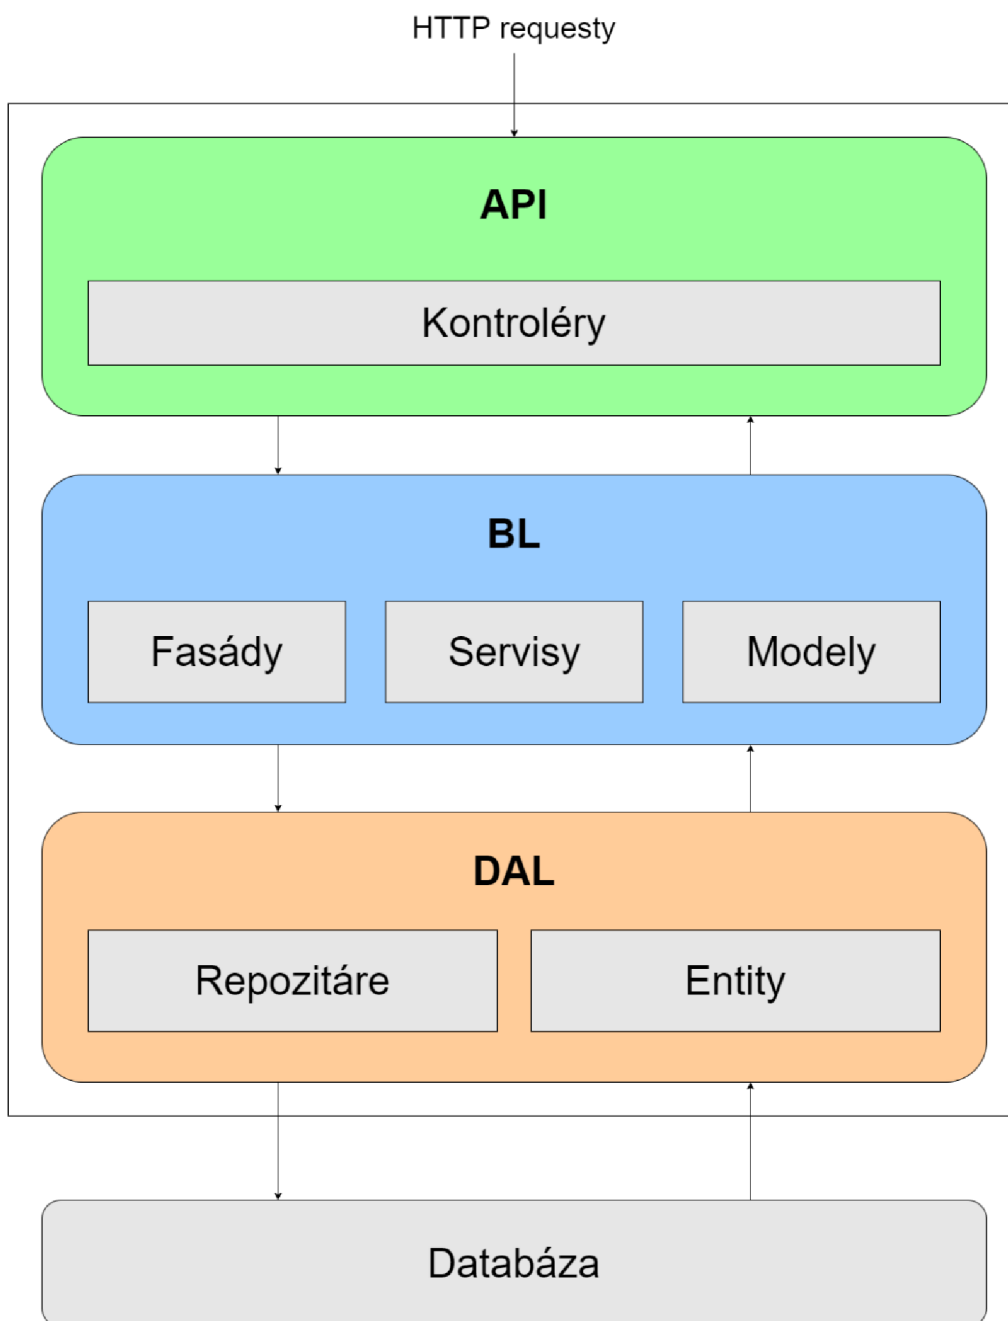 HTTP requesty
API
Kontroléry
BL
Fasády Servisy Modely
DAL
Repozitáre Entity
Databáza